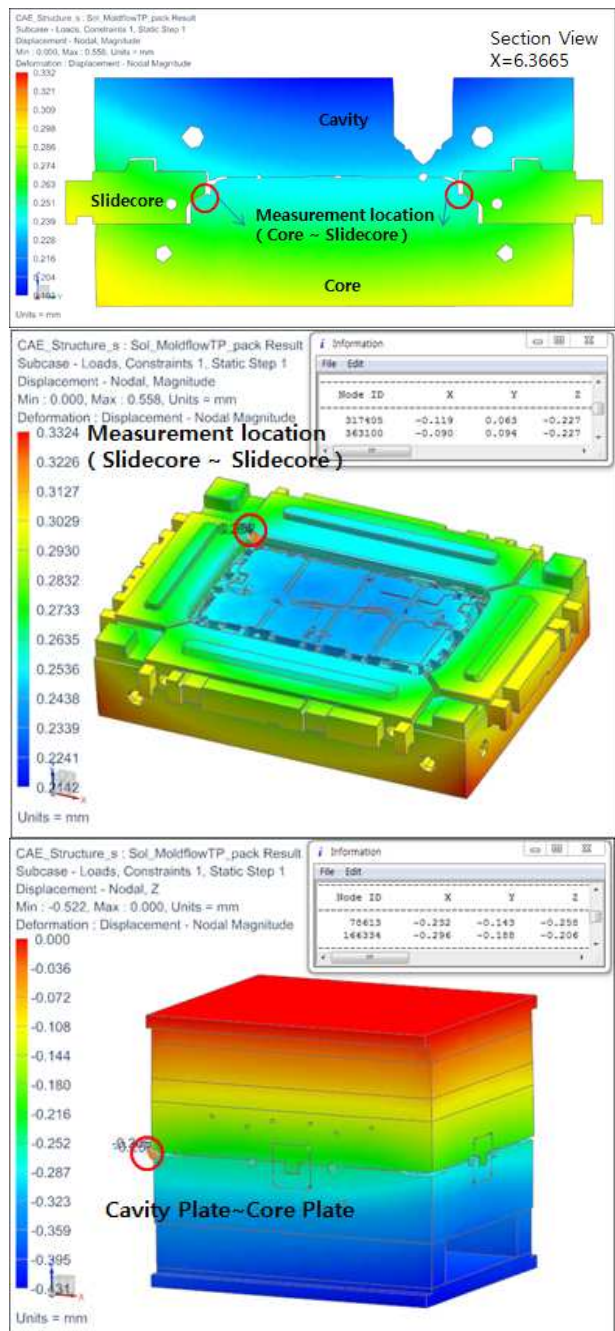 CAE_Structure_s : Sol_MoldflowTP_pack Result
Subcase - Loads, Constraints 1, Static Step 1
Displacement - Nodal, Magnitude
Min : 0.000, Max : 0.558, Units = mm
Deformation : Displacement - Nodal Magnitude
Section View
X=6.3665
0.332
0.321
0.309
0.298
0.286
0.274
0.263
0.251
0.239
0.228
0.216
0.204
Units = mm
Cavity
Slidecore
Measurement location
( Core ~ Slidecore )
Core
CAE_Structure_s : Sol_MoldflowTP_pack Result
Subcase - Loads, Constraints 1, Static Step 1
Displacement - Nodal, Magnitude
Min : 0.000, Max : 0.558, Units = mm
Deformation : Displacement - Nodal Magnitude
i Information
File Edit
Node ID X Y Z
317405 -0.119 0.063 -0.227
363100 -0.090 0.094 -0.227
Measurement location
( Slidecore ~ Slidecore )
0.3324
0.3226
0.3127
0.3029
0.2930
0.2832
0.2733
0.2635
0.2536
0.2438
0.2339
0.2241
0.2142
X
Units = mm
CAE_Structure_s : Sol_MoldflowTP_pack Result
Subcase - Loads, Constraints 1, Static Step 1
Displacement - Nodal, Z
Min : -0.522, Max : 0.000, Units = mm
Deformation : Displacement - Nodal Magnitude
i Information
File Edit
Node ID X Y Z
78613 -0.232 -0.143 -0.258
166334 -0.296 -0.188 -0.206
0.000
-0.036
-0.072
-0.108
-0.144
-0.180
-0.216
-0.252
-0.287
-0.323
-0.359
-0.395
-0.431
Cavity Plate~Core Plate
X
Units = mm